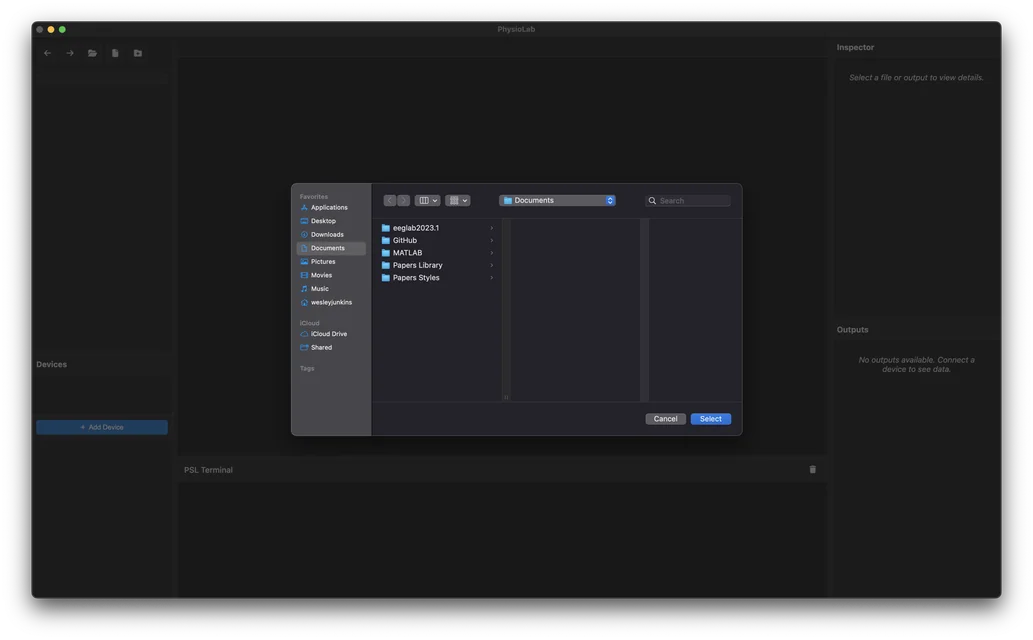 PhysioLab
Inspector
Select a file or output to view details.
Favorites
Applications
Desktop
Downloads
Documents
Pictures
Movies
Music
wesleyjunkins
iCloud
iCloud Drive
Shared
Tags
Documents
Search
eeglab2023.1
GitHub
MATLAB
Papers Library
Papers Styles
Cancel
Select
Devices
+ Add Device
PSL Terminal
Outputs
No outputs available. Connect a
device to see data.